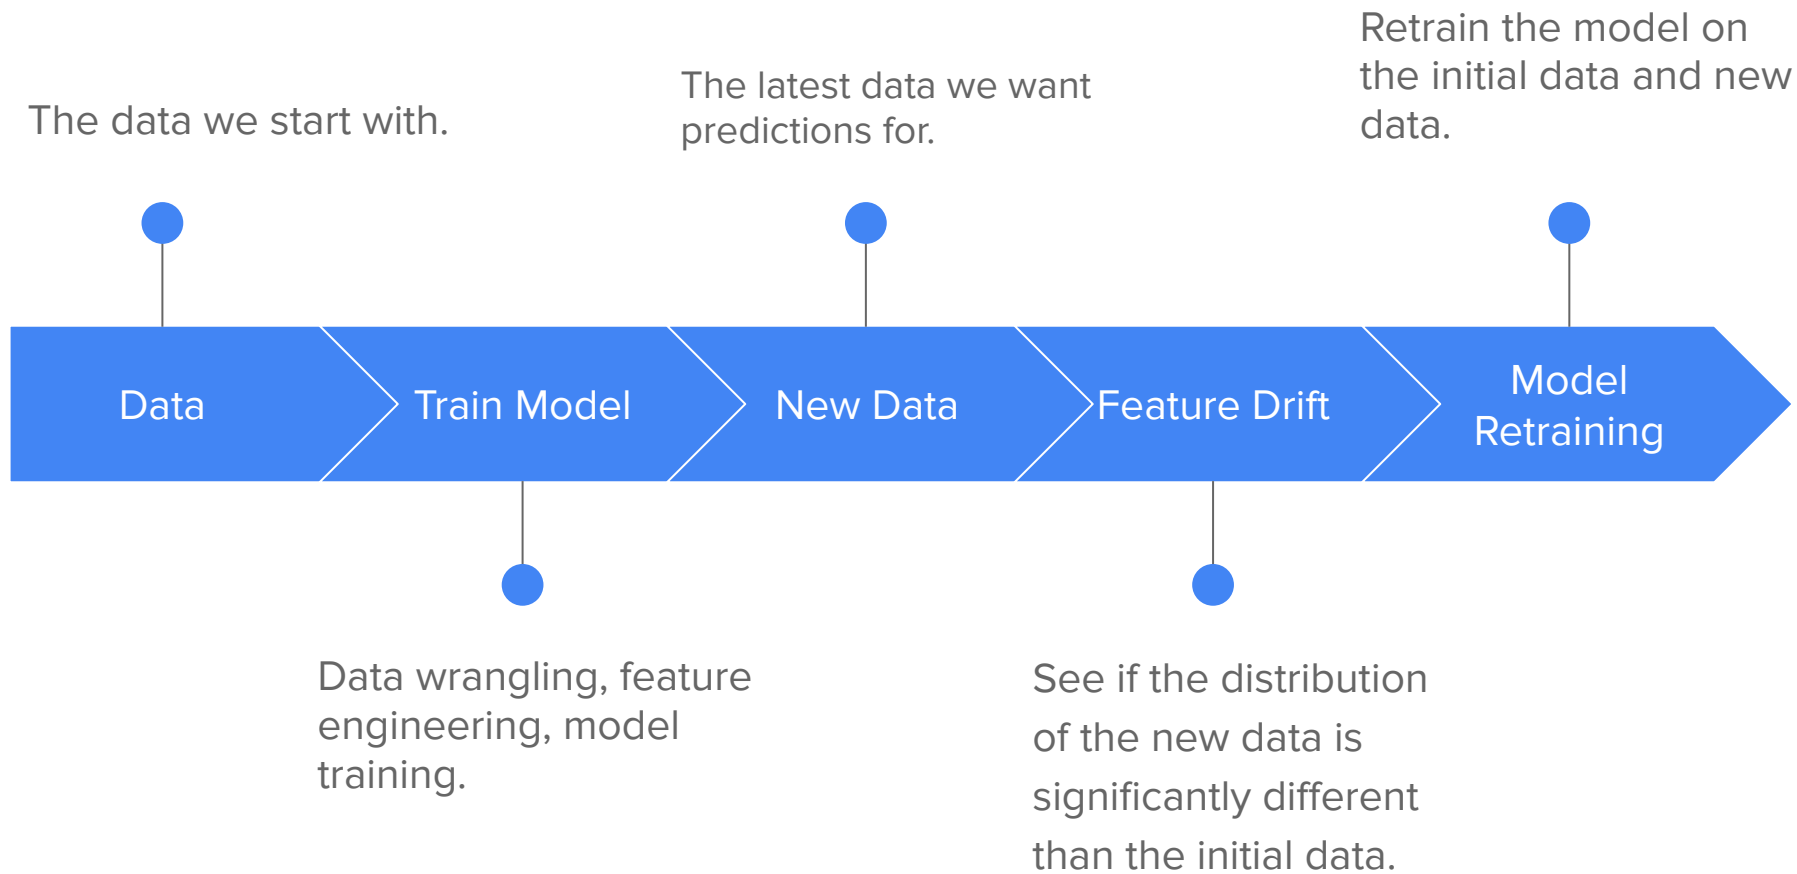 The data we start with.
The latest data we want
predictions for.
Retrain the model on
the initial data and new
data.
Data
Train Model
New Data
Feature Drift
Model
Retraining
Data wrangling, feature
engineering, model
training.
See if the distribution
of the new data is
significantly different
than the initial data.